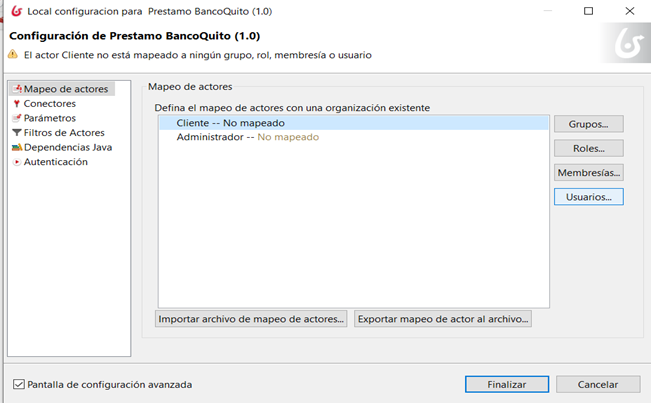 Local configuracion para Prestamo BancoQuito (1.0)
Configuración de Prestamo BancoQuito (1.0)
El actor Cliente no está mapeado a ningún grupo, rol, membresía o usuario
Mapeo de actores
Conectores
Parámetros
Filtros de Actores
Dependencias Java
Autenticación
Mapeo de actores
Defina el mapeo de actores con una organización existente
Cliente -- No mapeado
Administrador -- No mapeado
Grupos...
Roles...
Membresías...
Usuarios...
Importar archivo de mapeo de actores...
Exportar mapeo de actor al archivo...
Pantalla de configuración avanzada
Finalizar
Cancelar